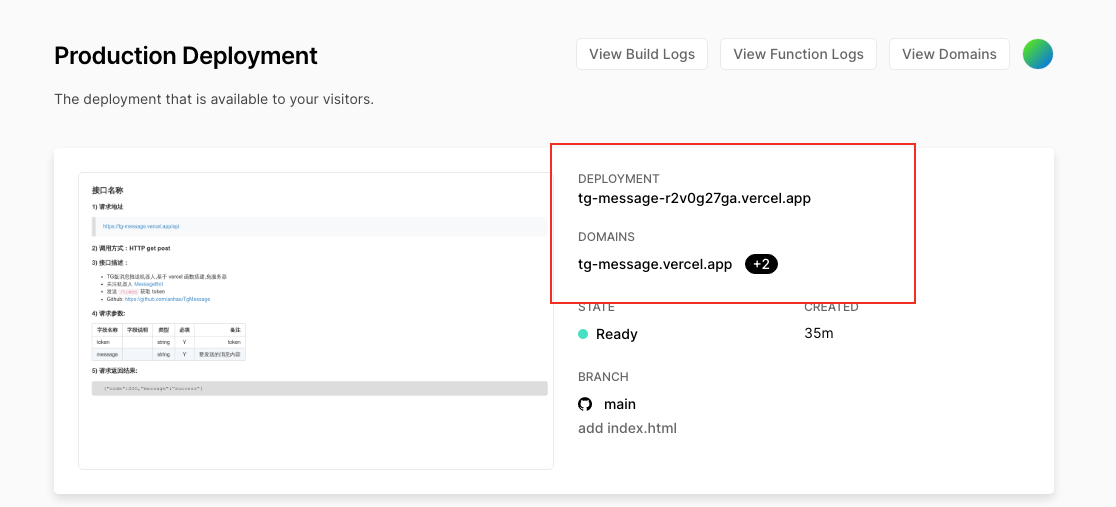 Production Deployment
View Build Logs
View Function Logs
View Domains
The deployment that is available to your visitors.
接口名称
1) 请求地址
https://tg-message.vercel.app/api
2) 调用方式：HTTP get post
3) 接口描述：
TG版消息推送机器人,基于 vercel 函数搭建,免服务器
关注机器人 MessageBot
发送 /token 获取 token
Github: https://github.com/anhao/TgMessage
4) 请求参数:
字段名称 字段说明 类型 必填 备注
token string Y token
message string Y 要发送的消息内容
5) 请求返回结果:
{"code":200,"message":"success"}
DEPLOYMENT
tg-message-r2v0g27ga.vercel.app
DOMAINS
tg-message.vercel.app +2
STATE
Ready
CREATED
35m
BRANCH
main
add index.html